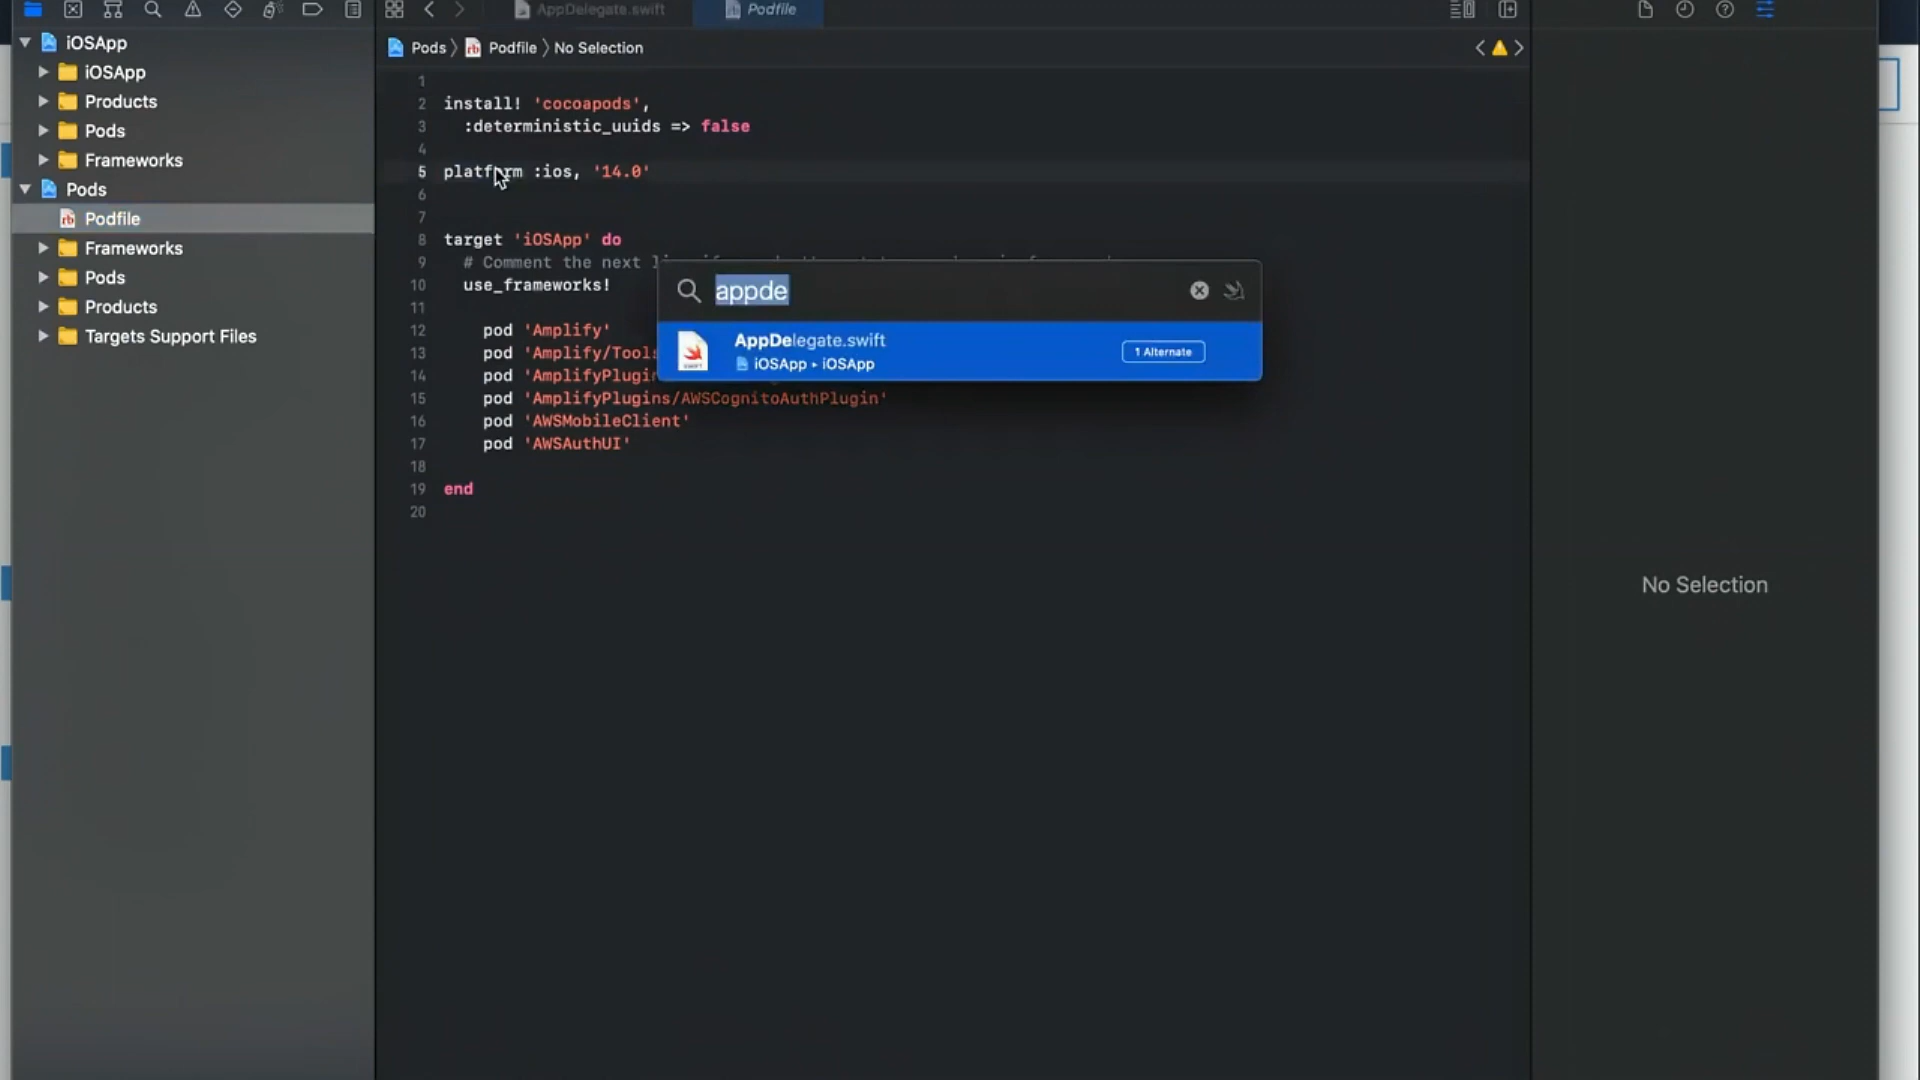 iOSApp
iOSApp
Products
Pods
Frameworks
Pods
Podfile
Frameworks
Pods
Products
Targets Support Files
AppDelegate.swift
Podfile
Pods
Podfile
No Selection
1
2 install! 'cocoapods',
3 :deterministic_uuids => false
4
5 platform :ios, '14.0'
6
7
8 target 'iOSApp' do
9 # Comment the next
10 use_frameworks!
11
12 pod 'Amplify'
13 pod 'Amplify/Tools
14 pod 'AmplifyPlugin
15 pod 'AmplifyPlugins/AWSCognitoAuthPlugin'
16 pod 'AWSMobileClient'
17 pod 'AWSAuthUI'
18
19 end
20
appde
AppDelegate.swift
iOSApp ▸ iOSApp
1 Alternate
SWIFT
No Selection